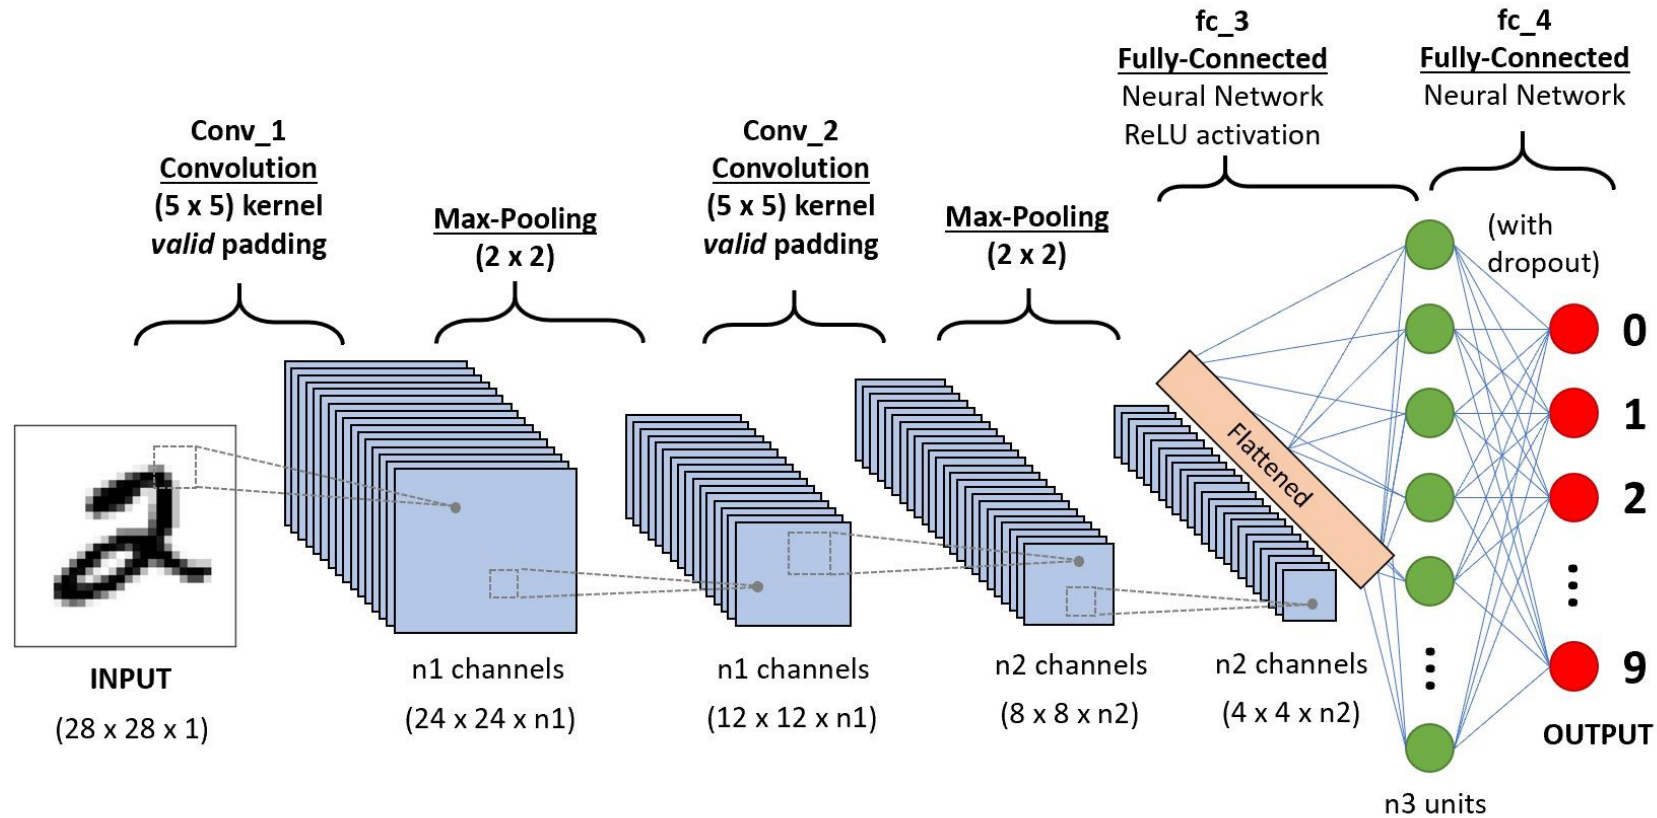 fc_3
Fully-Connected
Neural Network
ReLU activation
fc_4
Fully-Connected
Neural Network
Conv_1
Convolution
(5 x 5) kernel
valid padding
Max-Pooling
(2 x 2)
Conv_2
Convolution
(5 x 5) kernel
valid padding
Max-Pooling
(2 x 2)
(with
dropout)
Flattened
0
1
2
9
INPUT
(28 x 28 x 1)
n1 channels
(24 x 24 x n1)
n1 channels
(12 x 12 x n1)
n2 channels
(8 x 8 x n2)
n2 channels
(4 x 4 x n2)
OUTPUT
n3 units